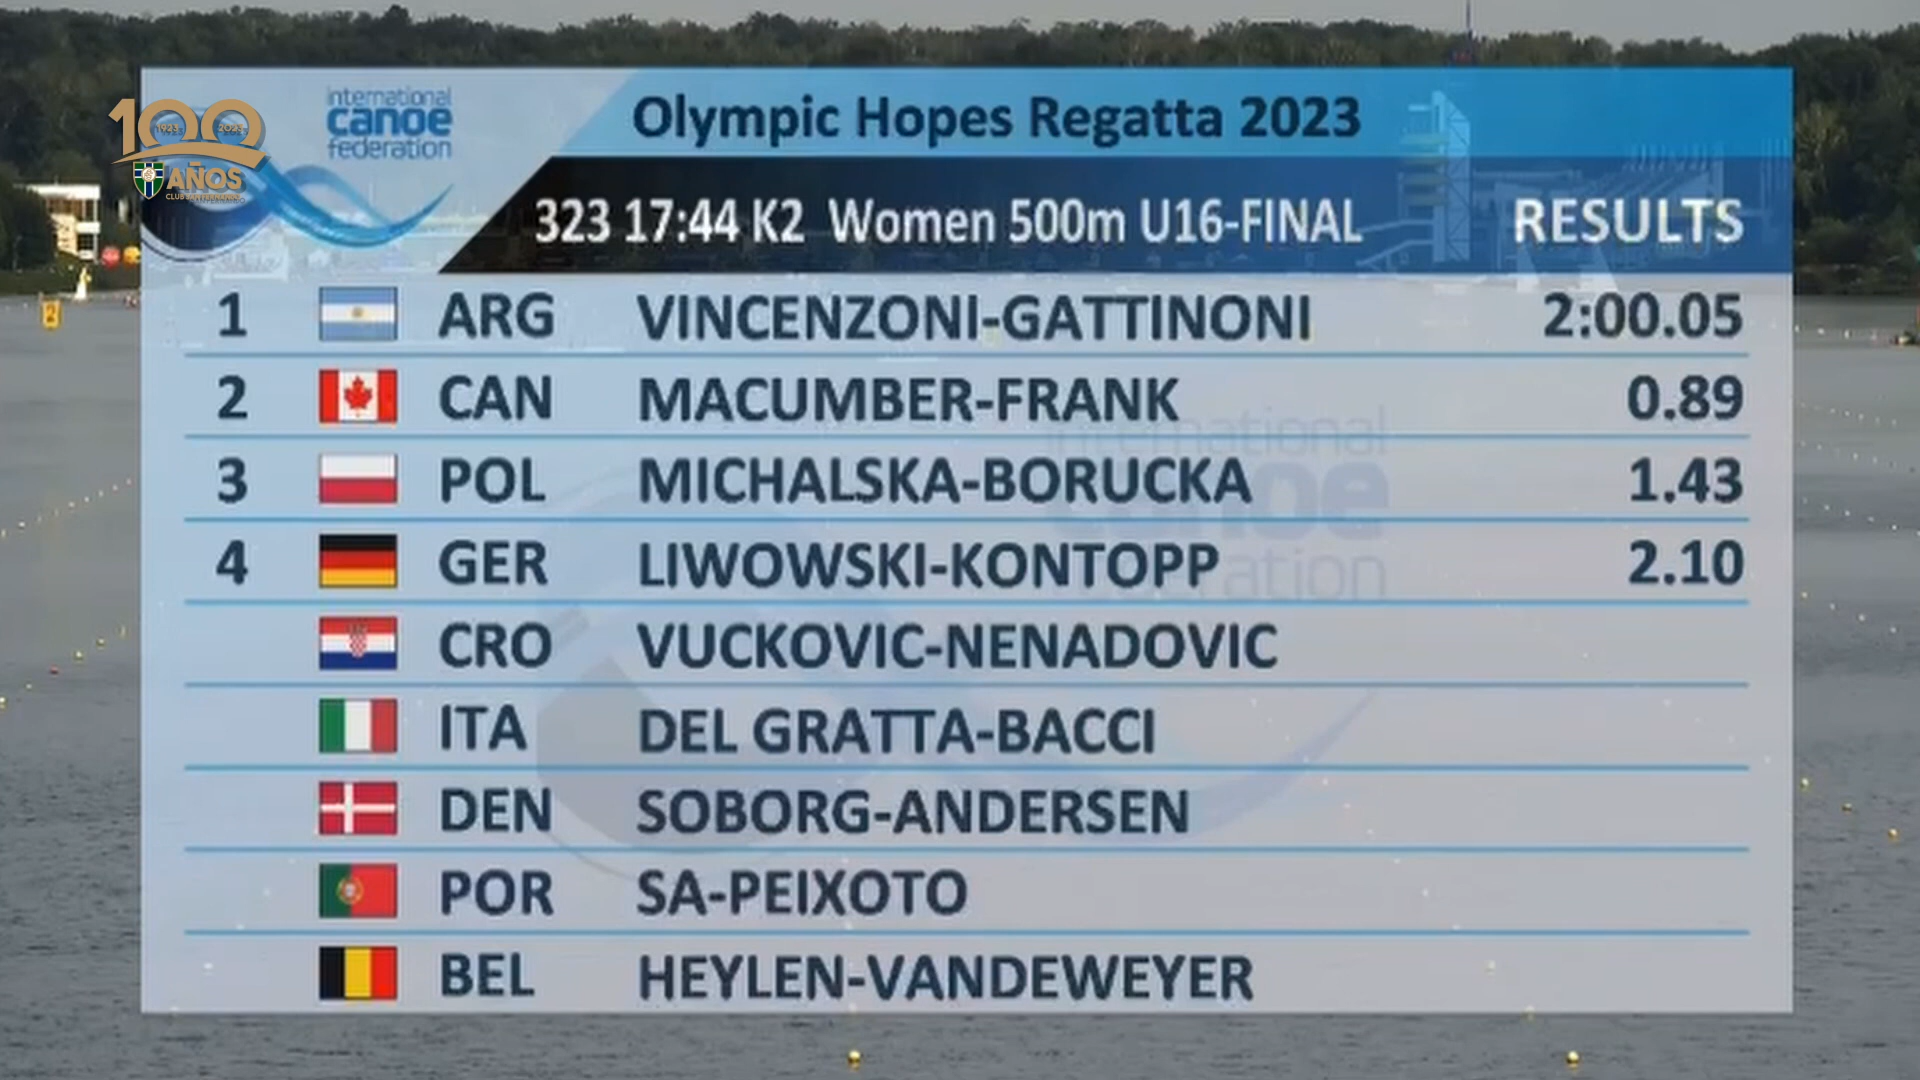 100
1923 2023
AÑOS
international
canoe
federation
Olympic Hopes Regatta 2023
323 17:44 K2 Women 500m U16-FINAL RESULTS
1 ARG VINCENZONI-GATTINONI 2:00.05
2 CAN MACUMBER-FRANK 0.89
3 POL MICHALSKA-BORUCKA 1.43
4 GER LIWOWSKI-KONTOPP 2.10
CRO VUCKOVIC-NENADOVIC
ITA DEL GRATTA-BACCI
DEN SOBORG-ANDERSEN
POR SA-PEIXOTO
BEL HEYLEN-VANDEWEYER
2